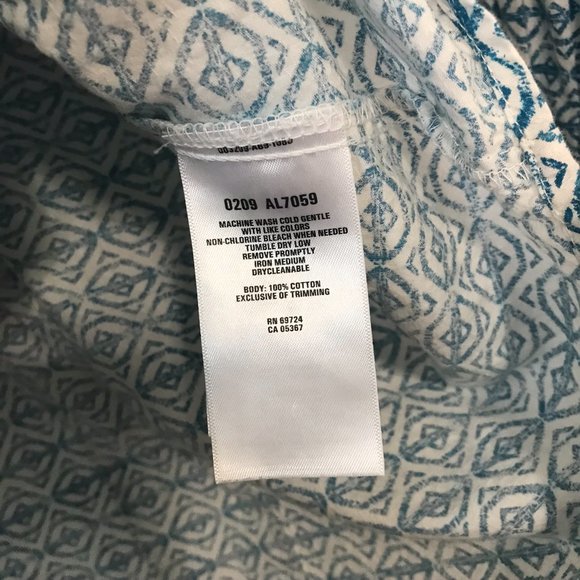 0209 AL7059
MACHINE WASH COLD GENTLE
WITH LIKE COLORS
NON-CHLORINE BLEACH WHEN NEEDED
TUMBLE DRY LOW
REMOVE PROMPTLY
IRON MEDIUM
DRYCLEANABLE
BODY: 100% COTTON
EXCLUSIVE OF TRIMMING
RN 69724
CA 05367